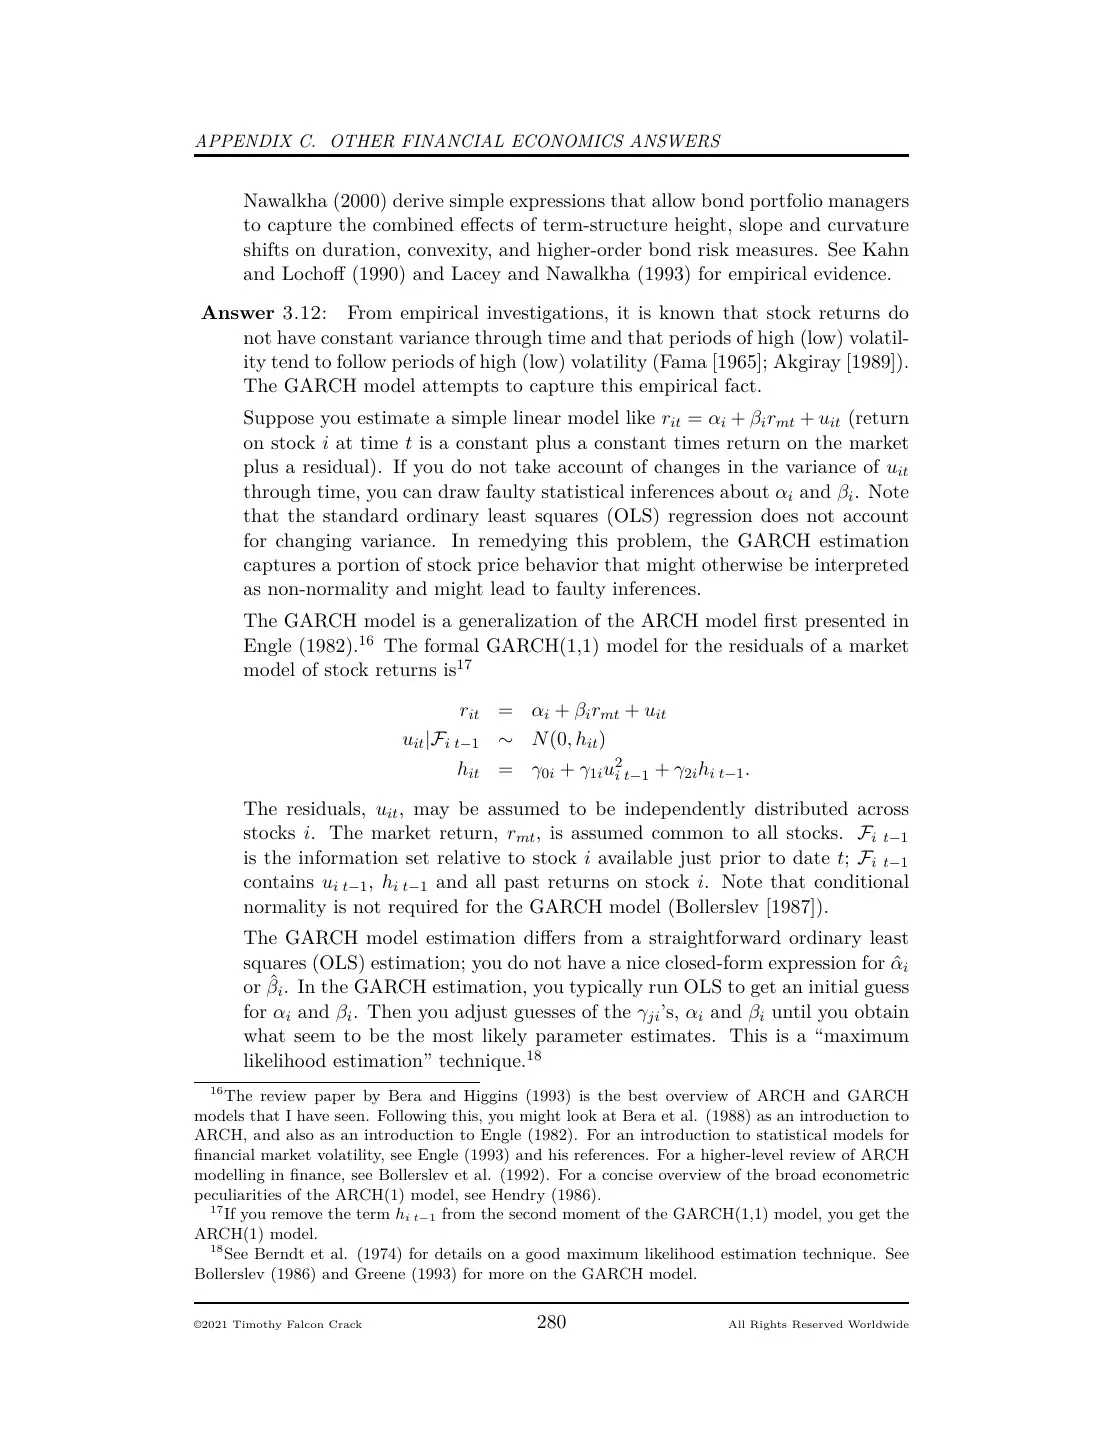 APPENDIX C. OTHER FINANCIAL ECONOMICS ANSWERS
Nawalkha (2000) derive simple expressions that allow bond portfolio managers
to capture the combined effects of term-structure height, slope and curvature
shifts on duration, convexity, and higher-order bond risk measures. See Kahn
and Lochoff (1990) and Lacey and Nawalkha (1993) for empirical evidence.
Answer 3.12: From empirical investigations, it is known that stock returns do
not have constant variance through time and that periods of high (low) volatil-
ity tend to follow periods of high (low) volatility (Fama [1965]; Akgiray [1989]).
The GARCH model attempts to capture this empirical fact.
Suppose you estimate a simple linear model like r_{it} = α_i + β_i r_{mt} + u_{it} (return
on stock i at time t is a constant plus a constant times return on the market
plus a residual). If you do not take account of changes in the variance of u_{it}
through time, you can draw faulty statistical inferences about α_i and β_i. Note
that the standard ordinary least squares (OLS) regression does not account
for changing variance. In remedying this problem, the GARCH estimation
captures a portion of stock price behavior that might otherwise be interpreted
as non-normality and might lead to faulty inferences.
The GARCH model is a generalization of the ARCH model first presented in
Engle (1982).¹⁶ The formal GARCH(1,1) model for the residuals of a market
model of stock returns is¹⁷
r_{it} = α_i + β_i r_{mt} + u_{it}
u_{it}|F_{i t−1} ∼ N(0, h_{it})
h_{it} = γ_{0i} + γ_{1i}u²_{i t−1} + γ_{2i}h_{i t−1}.
The residuals, u_{it}, may be assumed to be independently distributed across
stocks i. The market return, r_{mt}, is assumed common to all stocks. F_{i t−1}
is the information set relative to stock i available just prior to date t; F_{i t−1}
contains u_{i t−1}, h_{i t−1} and all past returns on stock i. Note that conditional
normality is not required for the GARCH model (Bollerslev [1987]).
The GARCH model estimation differs from a straightforward ordinary least
squares (OLS) estimation; you do not have a nice closed-form expression for α̂_i
or β̂_i. In the GARCH estimation, you typically run OLS to get an initial guess
for α_i and β_i. Then you adjust guesses of the γ_{ji}'s, α_i and β_i until you obtain
what seem to be the most likely parameter estimates. This is a “maximum
likelihood estimation” technique.¹⁸
¹⁶The review paper by Bera and Higgins (1993) is the best overview of ARCH and GARCH
models that I have seen. Following this, you might look at Bera et al. (1988) as an introduction to
ARCH, and also as an introduction to Engle (1982). For an introduction to statistical models for
financial market volatility, see Engle (1993) and his references. For a higher-level review of ARCH
modelling in finance, see Bollerslev et al. (1992). For a concise overview of the broad econometric
peculiarities of the ARCH(1) model, see Hendry (1986).
¹⁷If you remove the term h_{i t−1} from the second moment of the GARCH(1,1) model, you get the
ARCH(1) model.
¹⁸See Berndt et al. (1974) for details on a good maximum likelihood estimation technique. See
Bollerslev (1986) and Greene (1993) for more on the GARCH model.
©2021 Timothy Falcon Crack 280 All Rights Reserved Worldwide